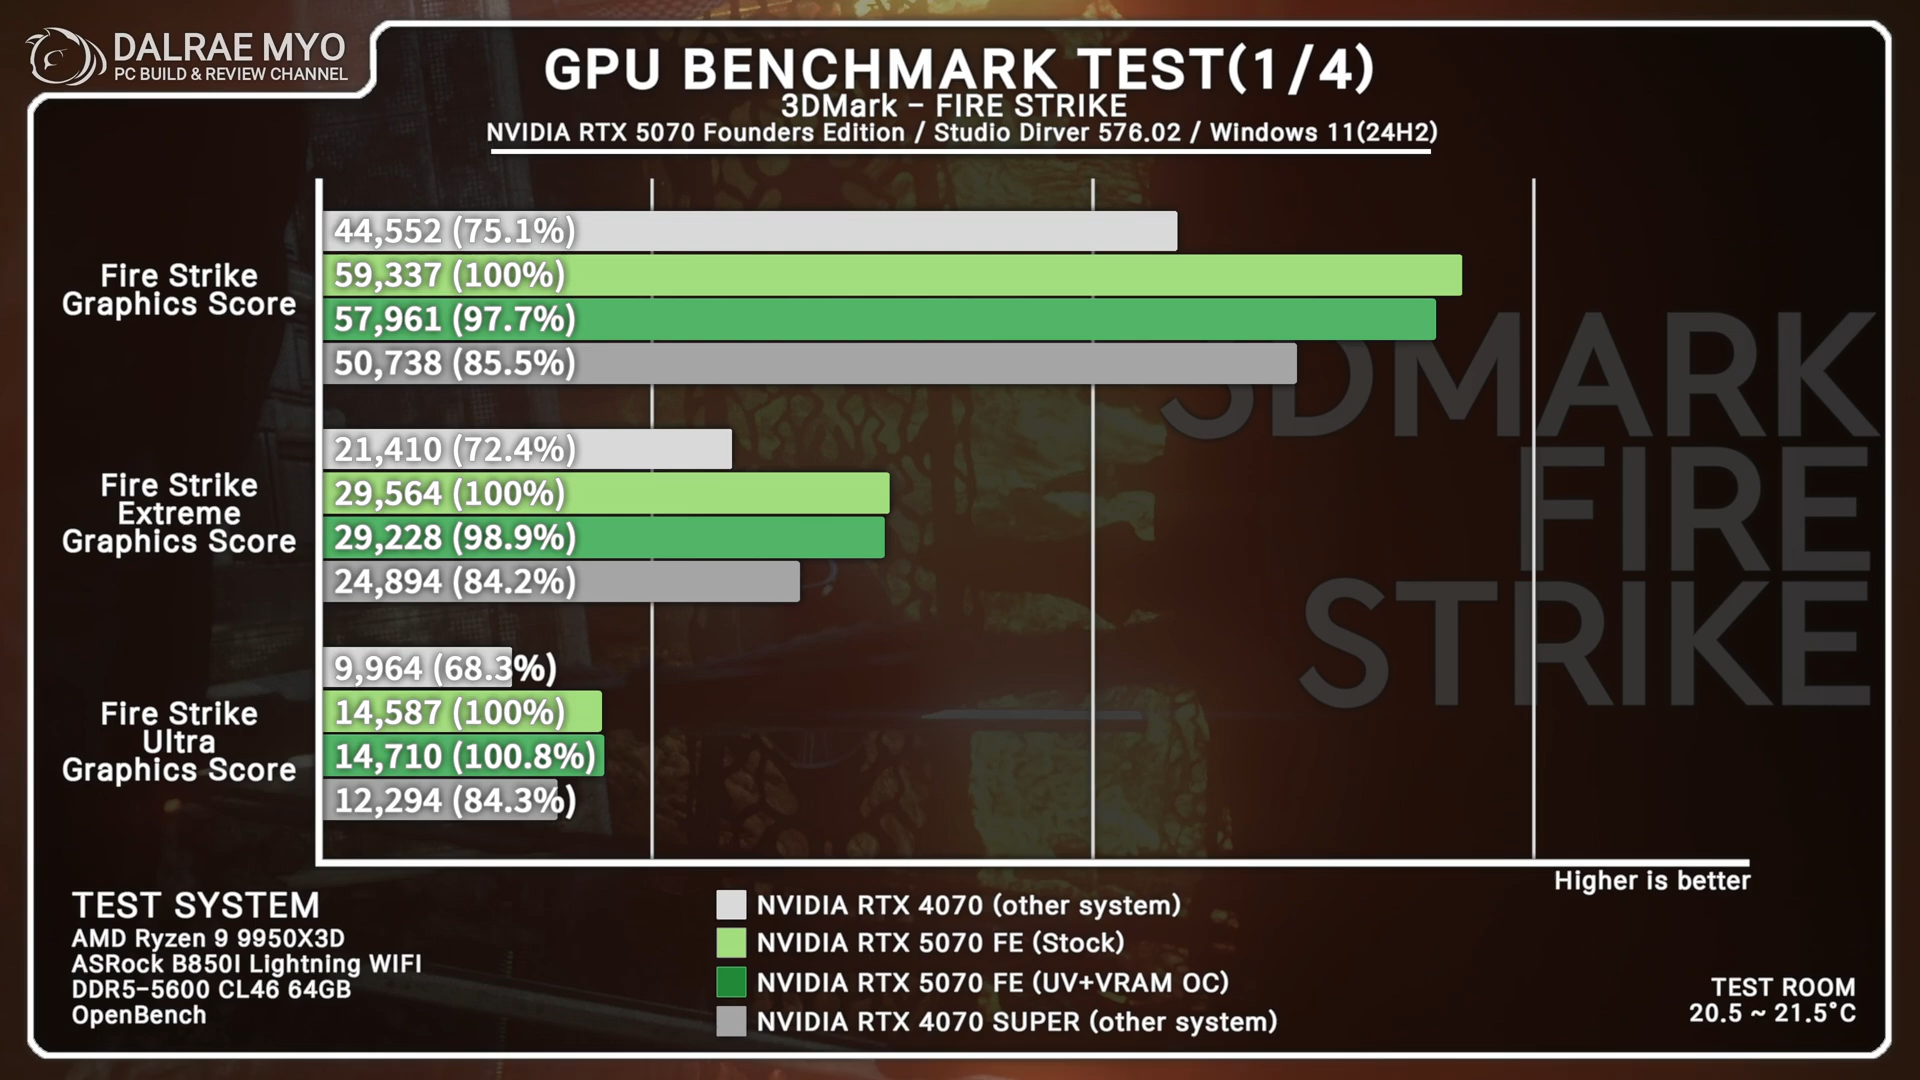 DALRAE MYO
PC BUILD & REVIEW CHANNEL
GPU BENCHMARK TEST(1/4)
3DMark – FIRE STRIKE
NVIDIA RTX 5070 Founders Edition / Studio Dirver 576.02 / Windows 11(24H2)
Fire Strike
Graphics Score
44,552 (75.1%)
59,337 (100%)
57,961 (97.7%)
50,738 (85.5%)
Fire Strike
Extreme
Graphics Score
21,410 (72.4%)
29,564 (100%)
29,228 (98.9%)
24,894 (84.2%)
Fire Strike
Ultra
Graphics Score
9,964 (68.3%)
14,587 (100%)
14,710 (100.8%)
12,294 (84.3%)
3DMARK
FIRE
STRIKE
Higher is better
TEST SYSTEM
AMD Ryzen 9 9950X3D
ASRock B850I Lightning WIFI
DDR5-5600 CL46 64GB
OpenBench
NVIDIA RTX 4070 (other system)
NVIDIA RTX 5070 FE (Stock)
NVIDIA RTX 5070 FE (UV+VRAM OC)
NVIDIA RTX 4070 SUPER (other system)
TEST ROOM
20.5 ~ 21.5°C